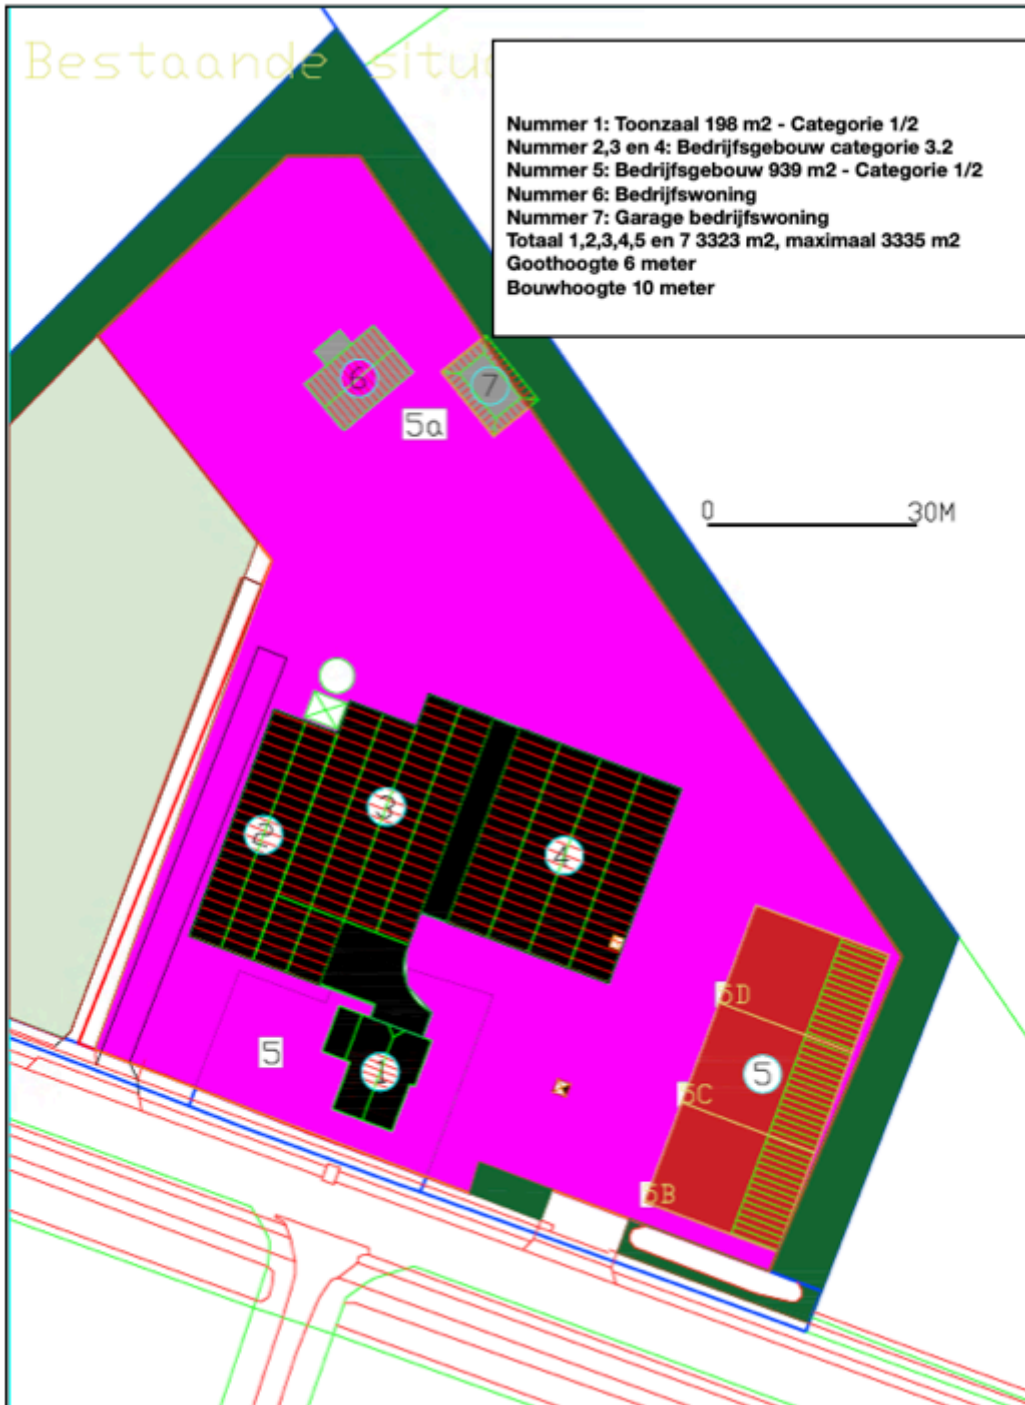 Bestaande
Nummer 1: Toonzaal 198 m2 - Categorie 1/2
Nummer 2,3 en 4: Bedrijfsgebouw categorie 3.2
Nummer 5: Bedrijfsgebouw 939 m2 - Categorie 1/2
Nummer 6: Bedrijfswoning
Nummer 7: Garage bedrijfswoning
Totaal 1,2,3,4,5 en 7 3323 m2, maximaal 3335 m2
Goothoogte 6 meter
Bouwhoogte 10 meter
6
7
5a
0 30M
3
2
4
5D
5
5
1
5C
5B